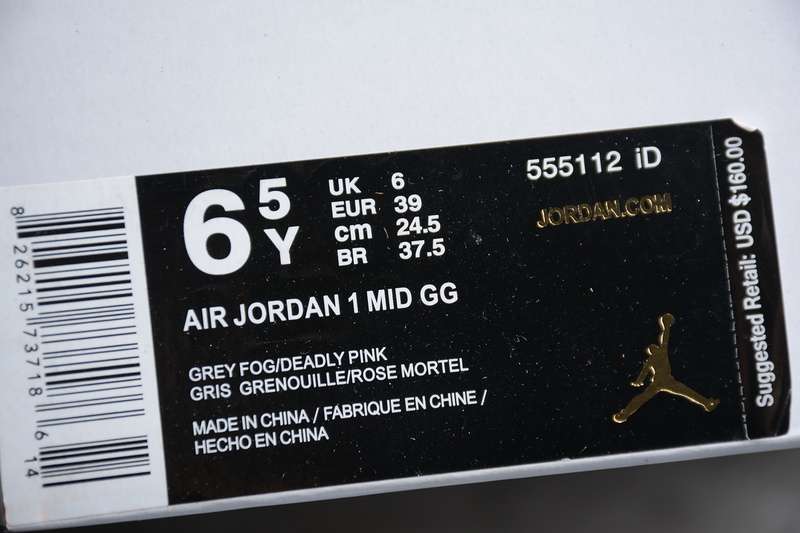 6 5 Y
UK 6
EUR 39
cm 24.5
BR 37.5
555112 iD
JORDAN.COM
AIR JORDAN 1 MID GG
GREY FOG/DEADLY PINK
GRIS GRENOUILLE/ROSE MORTEL
MADE IN CHINA / FABRIQUE EN CHINE /
HECHO EN CHINA
Suggested Retail: USD $160.00
8 26215 73718 6 14